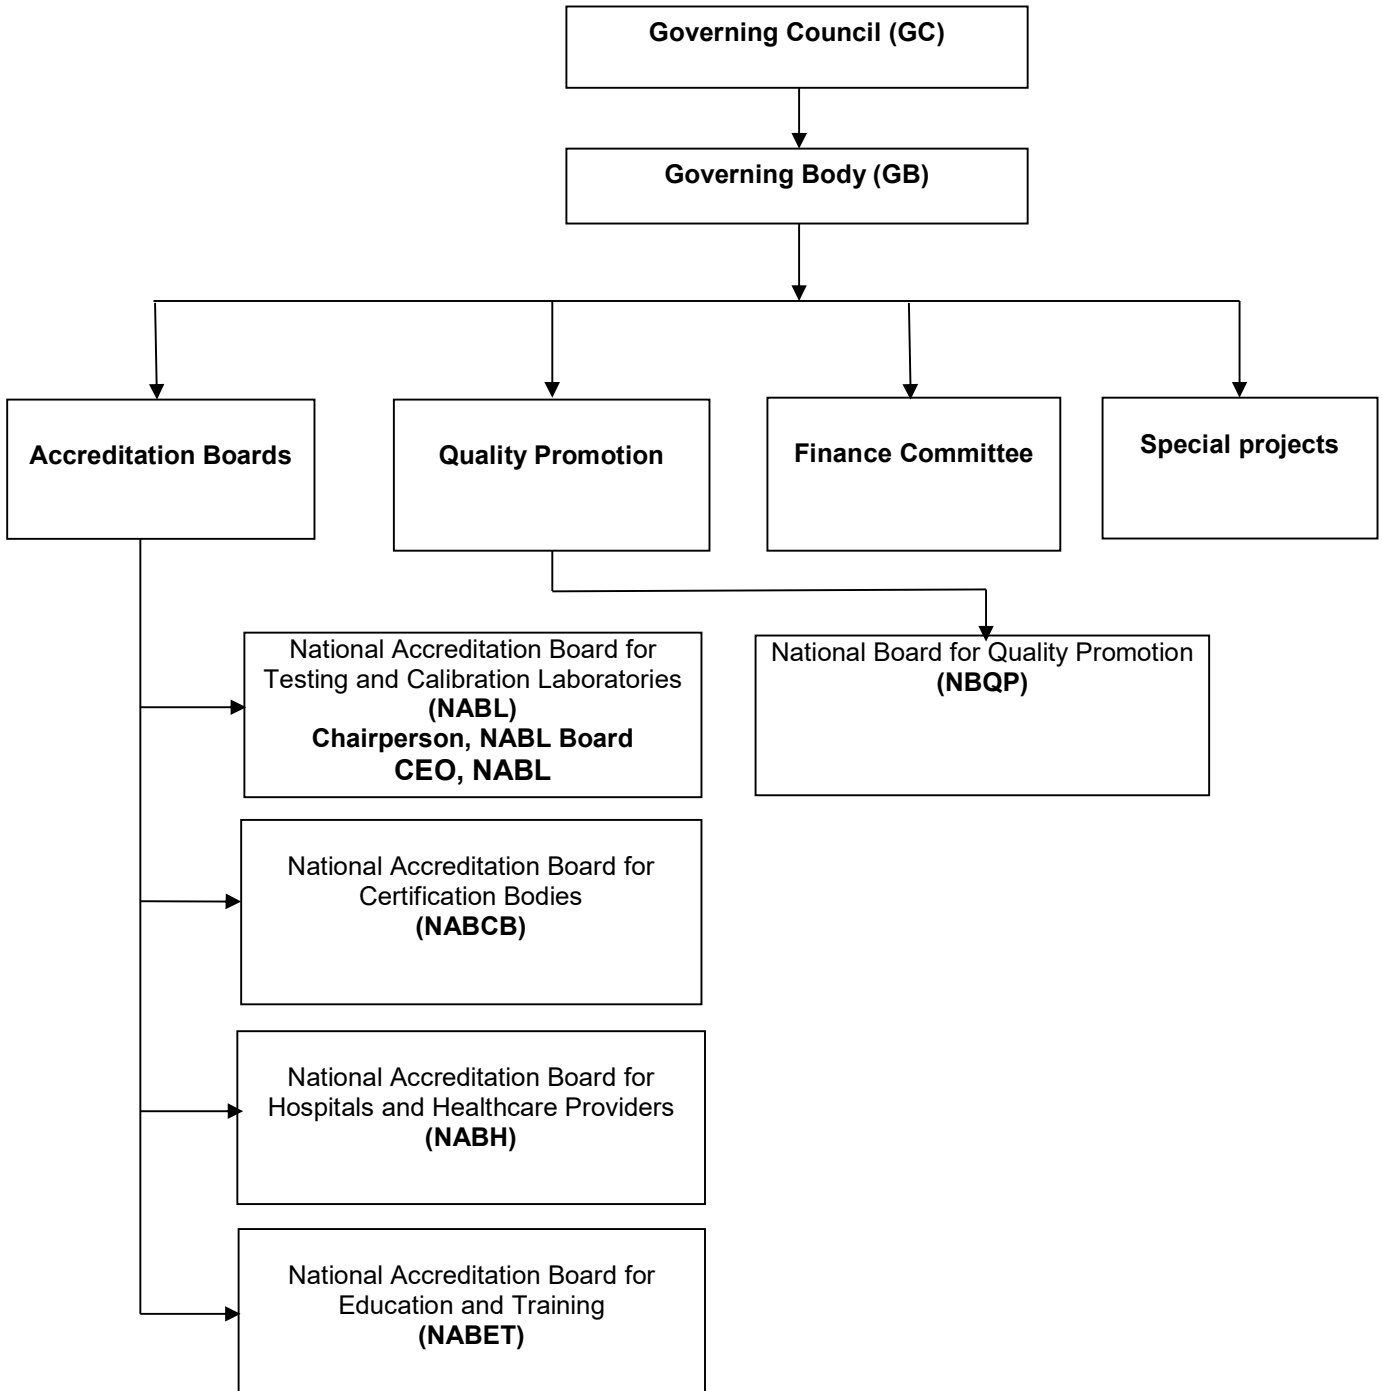 Governing Council (GC)
Governing Body (GB)
Accreditation Boards
Quality Promotion
Finance Committee
Special projects
National Accreditation Board for
Testing and Calibration Laboratories
(NABL)
Chairperson, NABL Board
CEO, NABL
National Board for Quality Promotion
(NBQP)
National Accreditation Board for
Certification Bodies
(NABCB)
National Accreditation Board for
Hospitals and Healthcare Providers
(NABH)
National Accreditation Board for
Education and Training
(NABET)